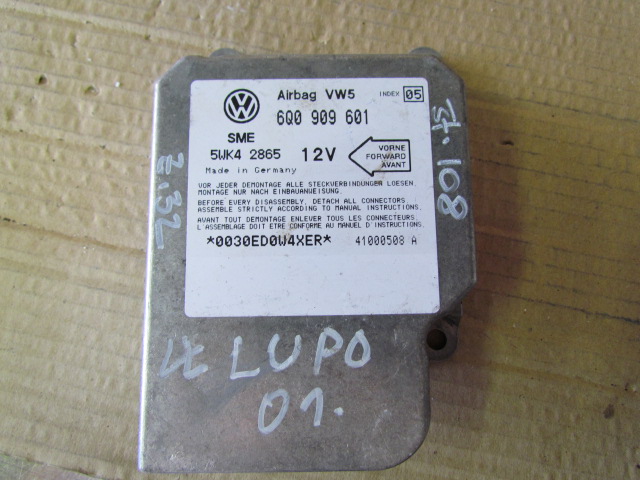 Airbag VW5 INDEX 05
6Q0 909 601
SME
5WK4 2865 12V
VORNE
FORWARD
AVANT
Made in Germany
VOR JEDER DEMONTAGE ALLE STECKVERBINDUNGEN LOESEN.
MONTAGE NUR NACH EINBAUANWEISUNG.
BEFORE EVERY DISASSEMBLY, DETACH ALL CONNECTORS
ASSEMBLE STRICTLY ACCORDING TO MANUAL INSTRUCTIONS.
AVANT TOUT DEMONTAGE ENLEVER TOUS LES CONNECTEURS.
L'ASSEMBLAGE DOIT ETRE CONFORME AU MANUEL D'INSTRUCTIONS.
*0030ED0W4XER* 41000508 A
2.32
LUPO
01.